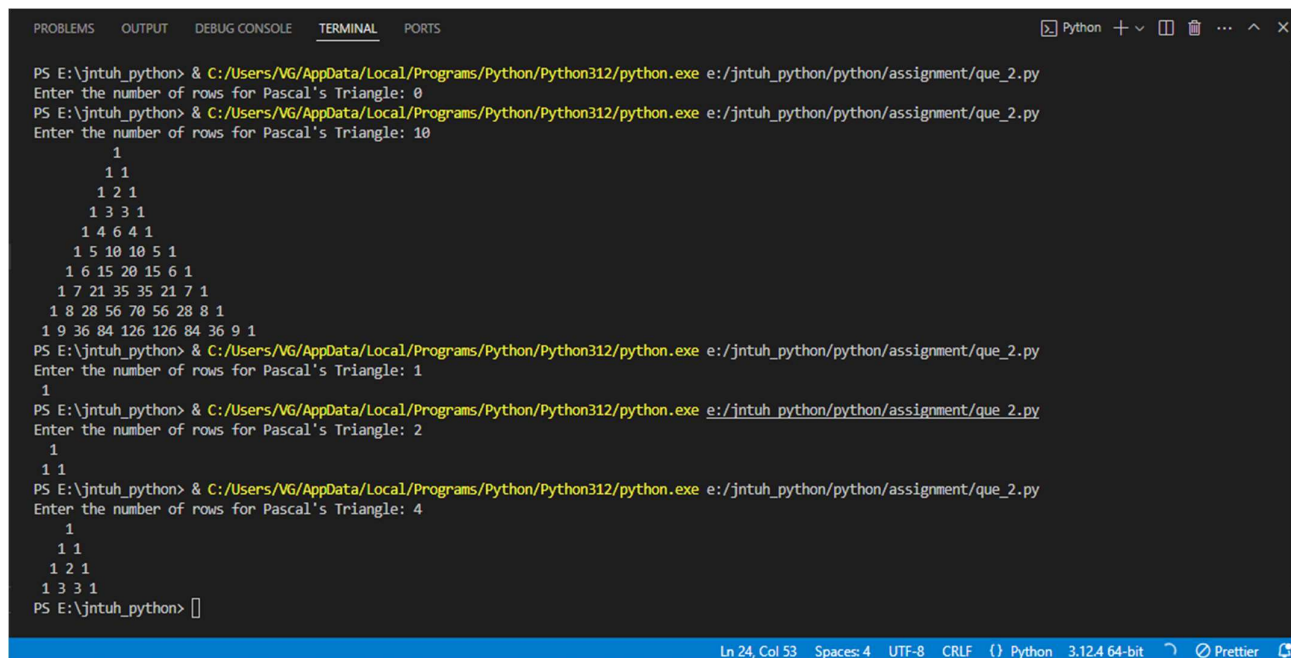 PROBLEMS OUTPUT DEBUG CONSOLE TERMINAL PORTS Python
PS E:\jntuh_python> & C:/Users/VG/AppData/Local/Programs/Python/Python312/python.exe e:/jntuh_python/python/assignment/que_2.py
Enter the number of rows for Pascal's Triangle: 0
PS E:\jntuh_python> & C:/Users/VG/AppData/Local/Programs/Python/Python312/python.exe e:/jntuh_python/python/assignment/que_2.py
Enter the number of rows for Pascal's Triangle: 10
          1
         1 1
        1 2 1
       1 3 3 1
      1 4 6 4 1
     1 5 10 10 5 1
    1 6 15 20 15 6 1
   1 7 21 35 35 21 7 1
  1 8 28 56 70 56 28 8 1
 1 9 36 84 126 126 84 36 9 1
PS E:\jntuh_python> & C:/Users/VG/AppData/Local/Programs/Python/Python312/python.exe e:/jntuh_python/python/assignment/que_2.py
Enter the number of rows for Pascal's Triangle: 1
 1
PS E:\jntuh_python> & C:/Users/VG/AppData/Local/Programs/Python/Python312/python.exe e:/jntuh_python/python/assignment/que_2.py
Enter the number of rows for Pascal's Triangle: 2
  1
 1 1
PS E:\jntuh_python> & C:/Users/VG/AppData/Local/Programs/Python/Python312/python.exe e:/jntuh_python/python/assignment/que_2.py
Enter the number of rows for Pascal's Triangle: 4
    1
   1 1
  1 2 1
 1 3 3 1
PS E:\jntuh_python>
Ln 24, Col 53 Spaces: 4 UTF-8 CRLF {} Python 3.12.4 64-bit Prettier